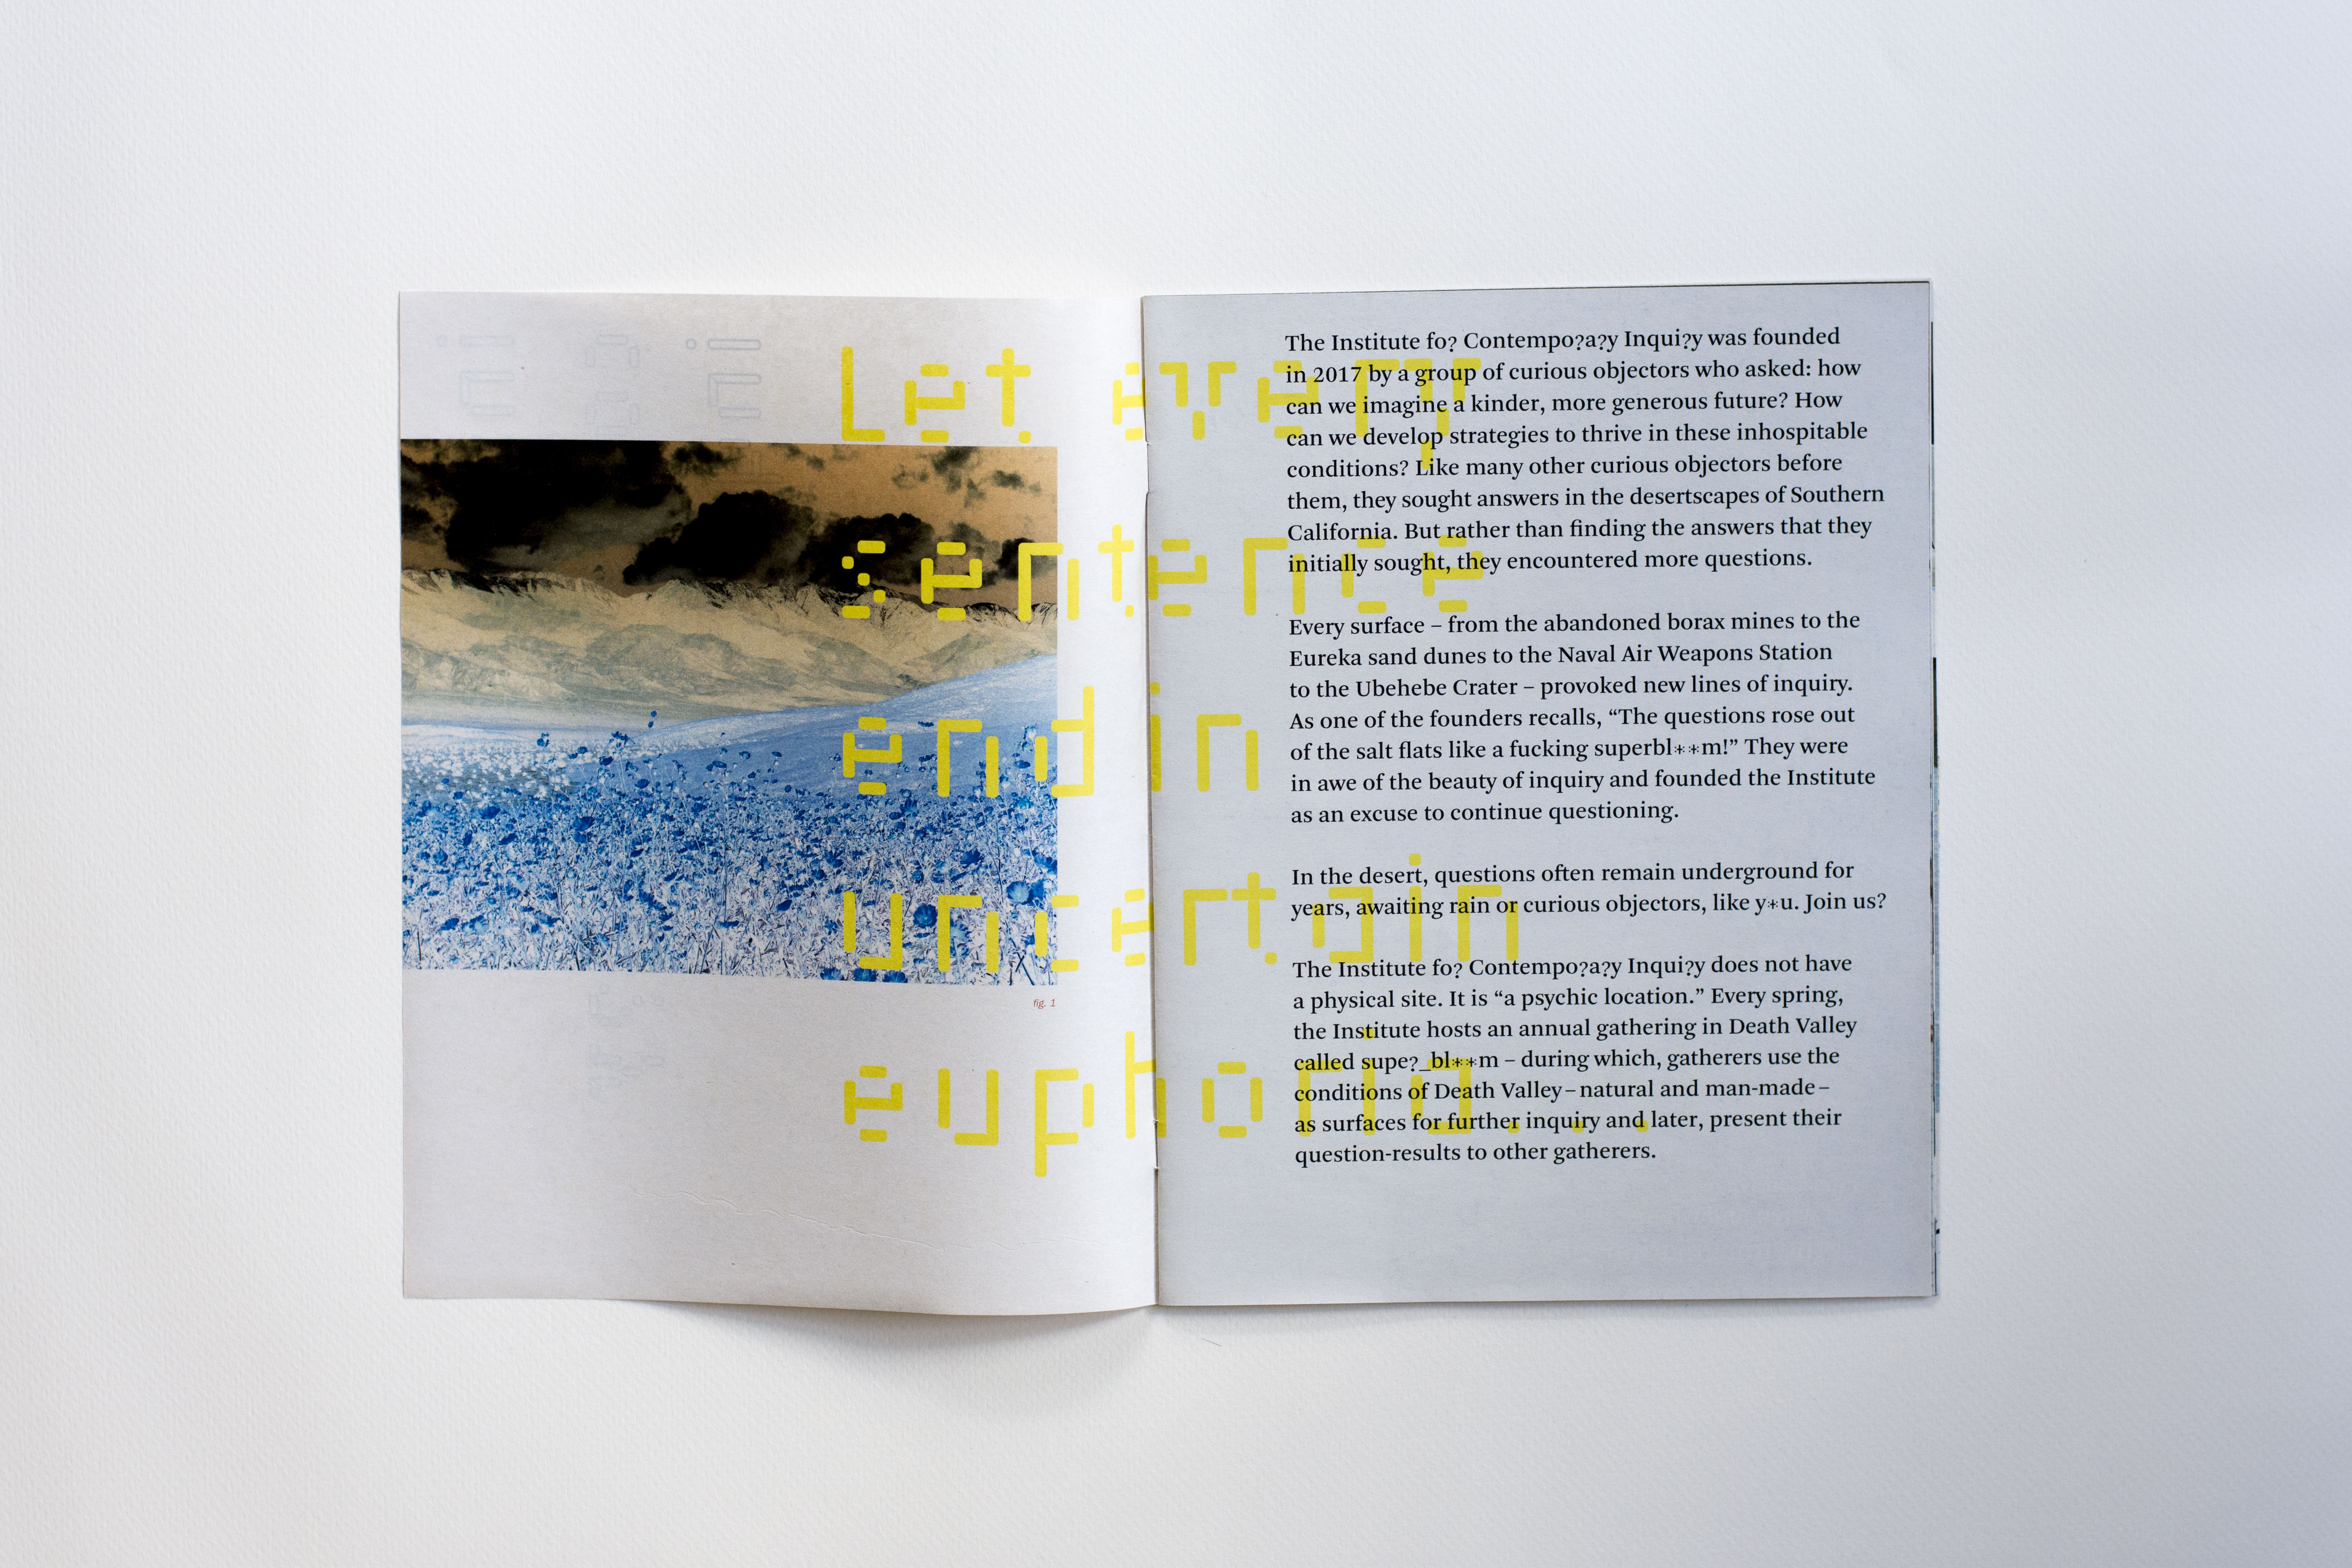 Let every
sentence
end in
uncertain
euphoria...
fig. 1
The Institute fo? Contempo?a?y Inqui?y was founded
in 2017 by a group of curious objectors who asked: how
can we imagine a kinder, more generous future? How
can we develop strategies to thrive in these inhospitable
conditions? Like many other curious objectors before
them, they sought answers in the desertscapes of Southern
California. But rather than finding the answers that they
initially sought, they encountered more questions.
Every surface – from the abandoned borax mines to the
Eureka sand dunes to the Naval Air Weapons Station
to the Ubehebe Crater – provoked new lines of inquiry.
As one of the founders recalls, “The questions rose out
of the salt flats like a fucking superbl**m!” They were
in awe of the beauty of inquiry and founded the Institute
as an excuse to continue questioning.
In the desert, questions often remain underground for
years, awaiting rain or curious objectors, like y*u. Join us?
The Institute fo? Contempo?a?y Inqui?y does not have
a physical site. It is “a psychic location.” Every spring,
the Institute hosts an annual gathering in Death Valley
called supe?_bl**m – during which, gatherers use the
conditions of Death Valley – natural and man-made –
as surfaces for further inquiry and later, present their
question-results to other gatherers.